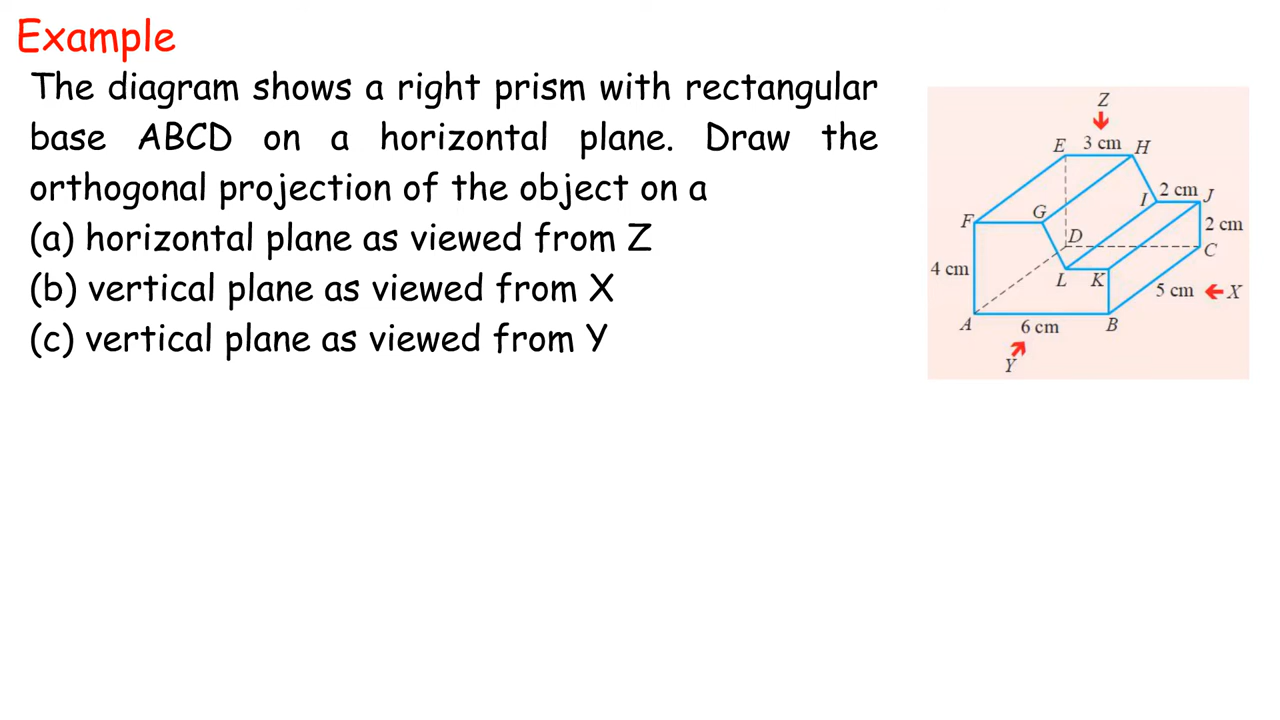 Example
The diagram shows a right prism with rectangular
base ABCD on a horizontal plane. Draw the
orthogonal projection of the object on a
(a) horizontal plane as viewed from Z
(b) vertical plane as viewed from X
(c) vertical plane as viewed from Y
Z
E 3 cm H
I 2 cm J
F G
2 cm
D C
4 cm
L K
5 cm X
A 6 cm B
Y